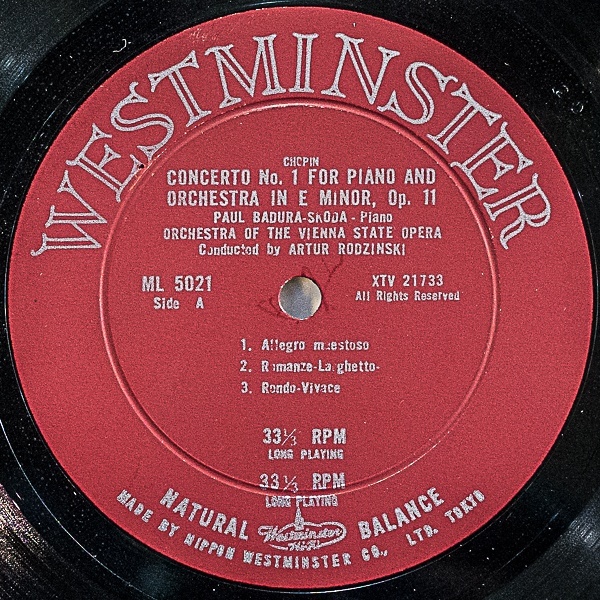 WESTMINSTER
CHOPIN
CONCERTO No. 1 FOR PIANO AND
ORCHESTRA IN E MINOR, Op. 11
PAUL BADURA-SKODA - Piano
ORCHESTRA OF THE VIENNA STATE OPERA
Conducted by ARTUR RODZINSKI
ML 5021
Side A
XTV 21733
All Rights Reserved
1. Allegro maestoso
2. Romanze-Larghetto-
3. Rondo-Vivace
33⅓ RPM
LONG PLAYING
33⅓ RPM
LONG PLAYING
NATURAL BALANCE
Westminster
Hi-Fi
MADE BY NIPPON WESTMINSTER CO., LTD. TOKYO